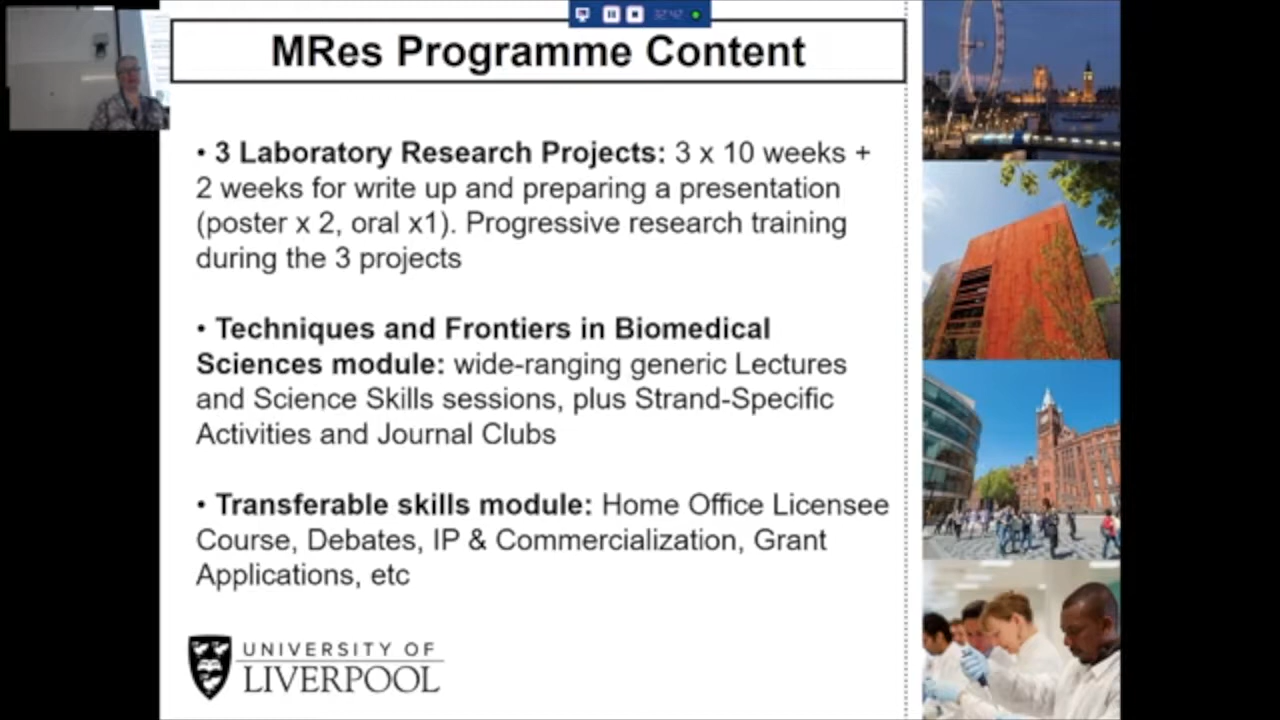 32:42
MRes Programme Content
• 3 Laboratory Research Projects: 3 x 10 weeks +
2 weeks for write up and preparing a presentation
(poster x 2, oral x1). Progressive research training
during the 3 projects
• Techniques and Frontiers in Biomedical
Sciences module: wide-ranging generic Lectures
and Science Skills sessions, plus Strand-Specific
Activities and Journal Clubs
• Transferable skills module: Home Office Licensee
Course, Debates, IP & Commercialization, Grant
Applications, etc
UNIVERSITY OF
LIVERPOOL